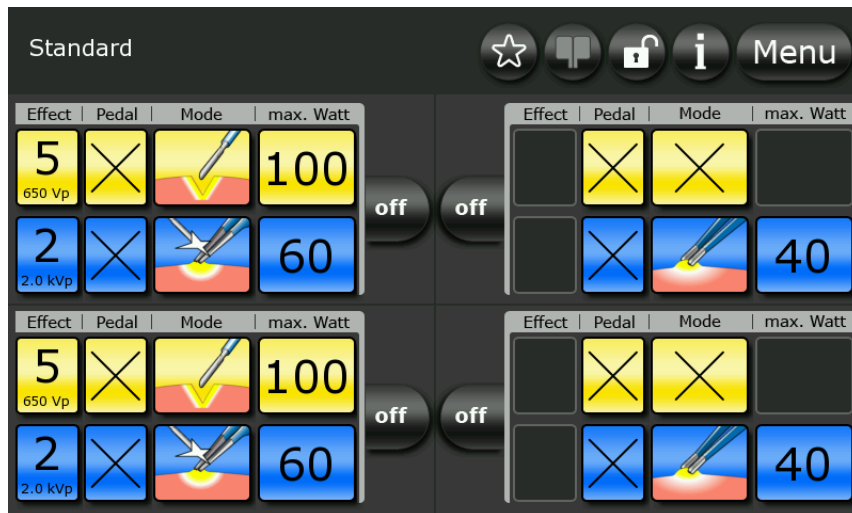 Standard
i
Menu
Effect | Pedal | Mode | max. Watt
5
650 Vp
100
off
2
2.0 kVp
60
off
Effect | Pedal | Mode | max. Watt
40
Effect | Pedal | Mode | max. Watt
5
650 Vp
100
off
2
2.0 kVp
60
off
Effect | Pedal | Mode | max. Watt
40